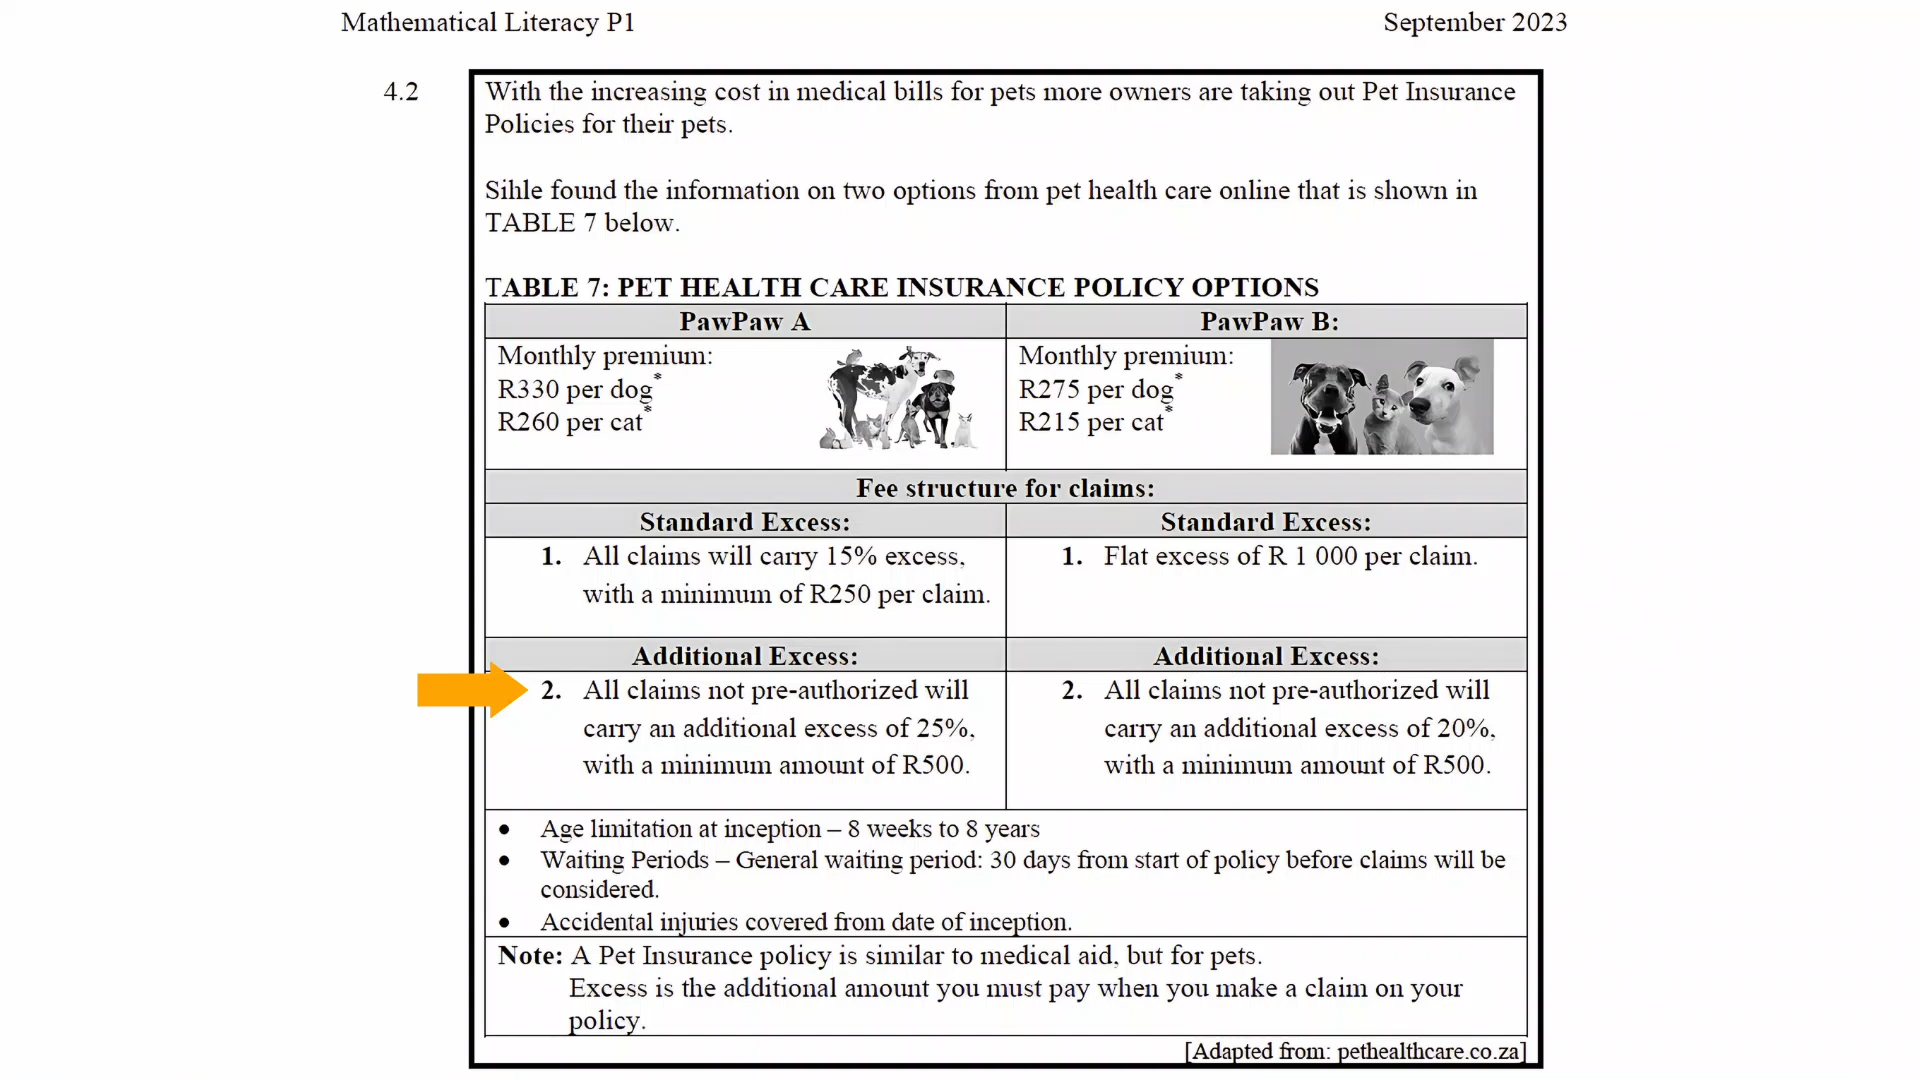 Mathematical Literacy P1 September 2023
4.2 With the increasing cost in medical bills for pets more owners are taking out Pet Insurance
Policies for their pets.
Sihle found the information on two options from pet health care online that is shown in
TABLE 7 below.
TABLE 7: PET HEALTH CARE INSURANCE POLICY OPTIONS
PawPaw A
Monthly premium:
R330 per dog*
R260 per cat*
PawPaw B:
Monthly premium:
R275 per dog*
R215 per cat*
Fee structure for claims:
Standard Excess:
1. All claims will carry 15% excess,
with a minimum of R250 per claim.
Standard Excess:
1. Flat excess of R 1 000 per claim.
Additional Excess:
2. All claims not pre-authorized will
carry an additional excess of 25%,
with a minimum amount of R500.
Additional Excess:
2. All claims not pre-authorized will
carry an additional excess of 20%,
with a minimum amount of R500.
• Age limitation at inception – 8 weeks to 8 years
• Waiting Periods – General waiting period: 30 days from start of policy before claims will be
considered.
• Accidental injuries covered from date of inception.
Note: A Pet Insurance policy is similar to medical aid, but for pets.
Excess is the additional amount you must pay when you make a claim on your
policy.
[Adapted from: pethealthcare.co.za]